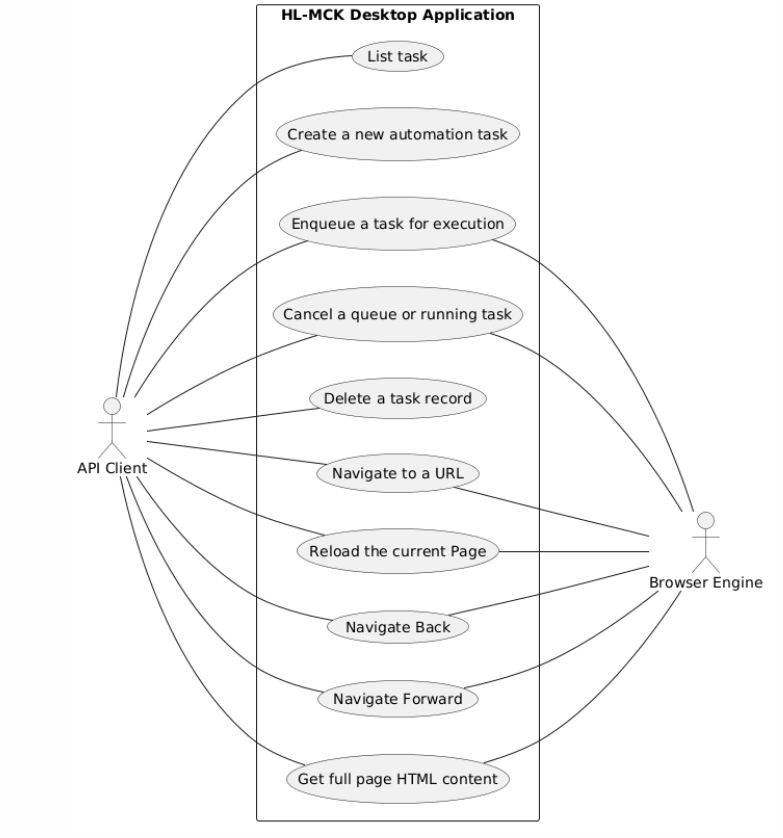 HL-MCK Desktop Application
List task
Create a new automation task
Enqueue a task for execution
Cancel a queue or running task
Delete a task record
API Client
Navigate to a URL
Reload the current Page
Browser Engine
Navigate Back
Navigate Forward
Get full page HTML content